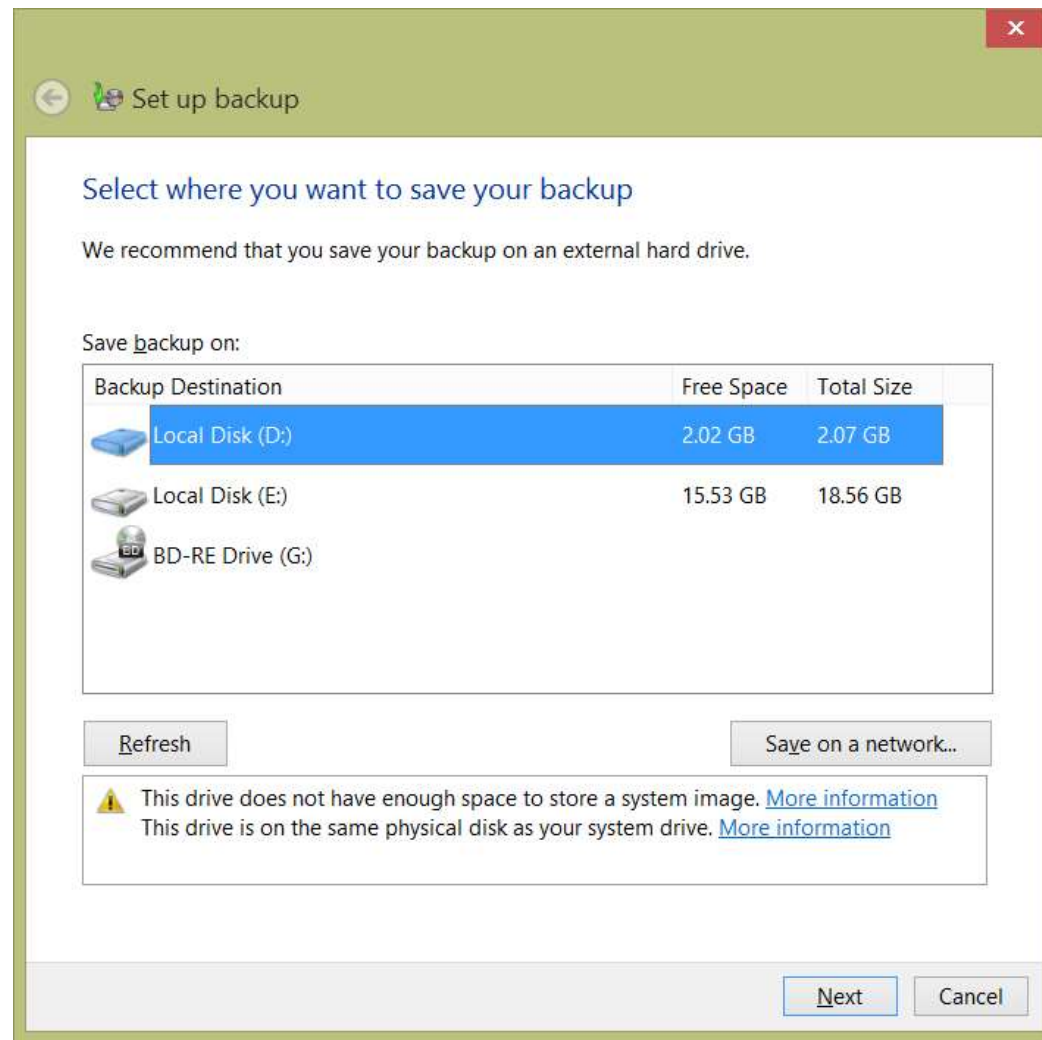 Set up backup
Select where you want to save your backup
We recommend that you save your backup on an external hard drive.
Save backup on:
Backup Destination Free Space Total Size
Local Disk (D:) 2.02 GB 2.07 GB
Local Disk (E:) 15.53 GB 18.56 GB
BD
BD-RE Drive (G:)
Refresh Save on a network...
This drive does not have enough space to store a system image. More information
This drive is on the same physical disk as your system drive. More information
Next Cancel